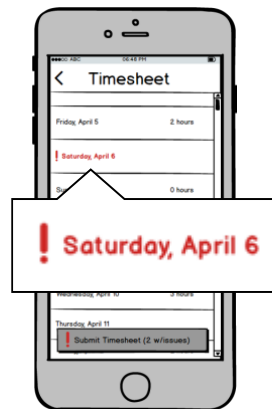 ABC 06:48 PM
< Timesheet
Friday, April 5 2 hours
! Saturday, April 6
Su 0 hours
! Saturday, April 6
Wednesday, April 10 3 hours
Thursday, April 11
! Submit Timesheet (2 w/issues)